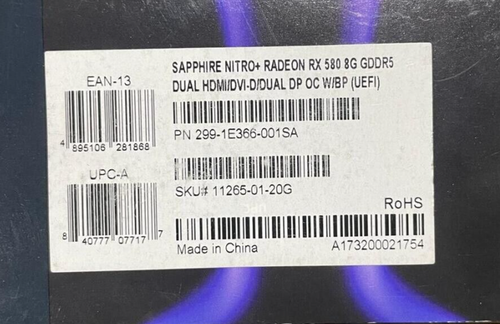 SAPPHIRE NITRO+ RADEON RX 580 8G GDDR5
DUAL HDMI/DVI-D/DUAL DP OC W/BP (UEFI)
EAN-13
4 895106 281868
PN 299-1E366-001SA
UPC-A
8 40777 07717 7
SKU# 11265-01-20G
RoHS
Made in China
A173200021754